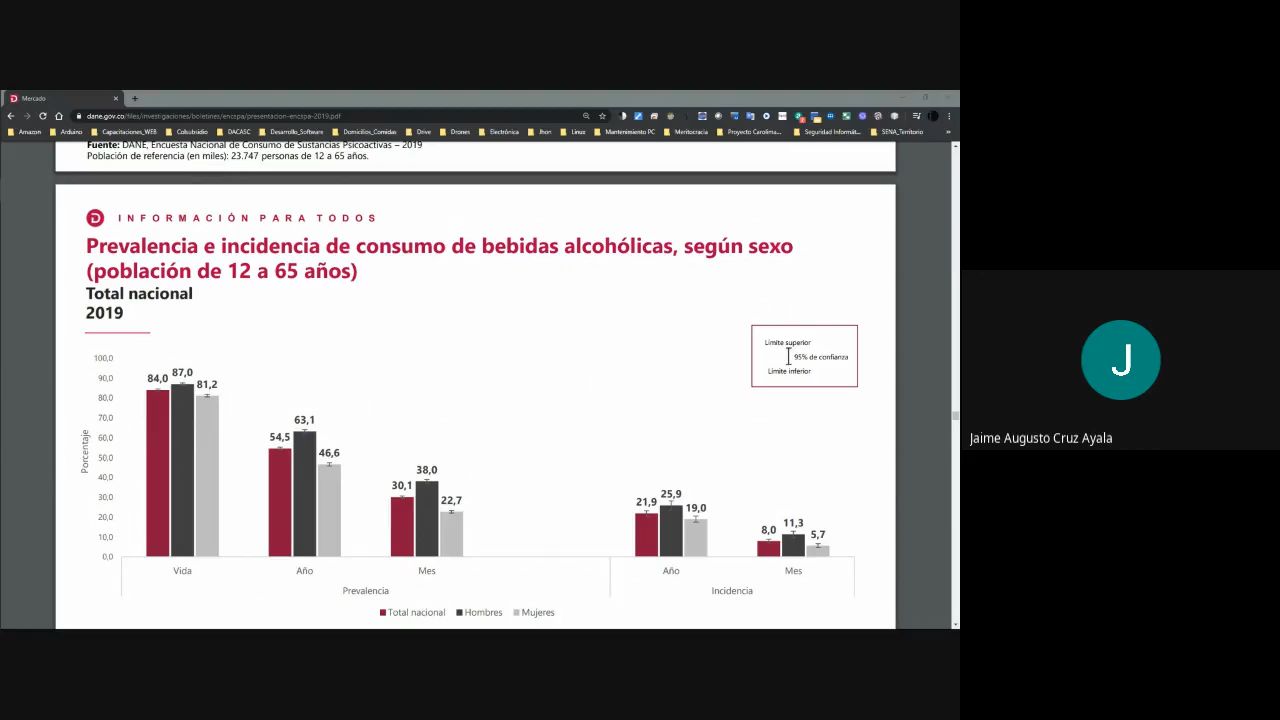 Mercado
dane.gov.co/files/investigaciones/boletines/encspa/presentacion-encspa-2019.pdf
Amazon Arduino Capacitaciones_WEB Colsubsidio DACASC Desarrollo_Software Domicilios_Comidas Drive Drones Electrónica Jhon Linux Mantenimiento PC Meritocracia Proyecto Carolima... Seguridad Informát... SENA_Territorio »
Fuente: DANE, Encuesta Nacional de Consumo de Sustancias Psicoactivas – 2019
Población de referencia (en miles): 23.747 personas de 12 a 65 años.
INFORMACIÓN PARA TODOS
Prevalencia e incidencia de consumo de bebidas alcohólicas, según sexo
(población de 12 a 65 años)
Total nacional
2019
Límite superior
95% de confianza
Límite inferior
Porcentaje
100,0
90,0
80,0
70,0
60,0
50,0
40,0
30,0
20,0
10,0
0,0
84,0 87,0 81,2
54,5 63,1 46,6
30,1 38,0 22,7
21,9 25,9 19,0
8,0 11,3 5,7
Vida Año Mes Año Mes
Prevalencia Incidencia
Total nacional Hombres Mujeres
J
Jaime Augusto Cruz Ayala